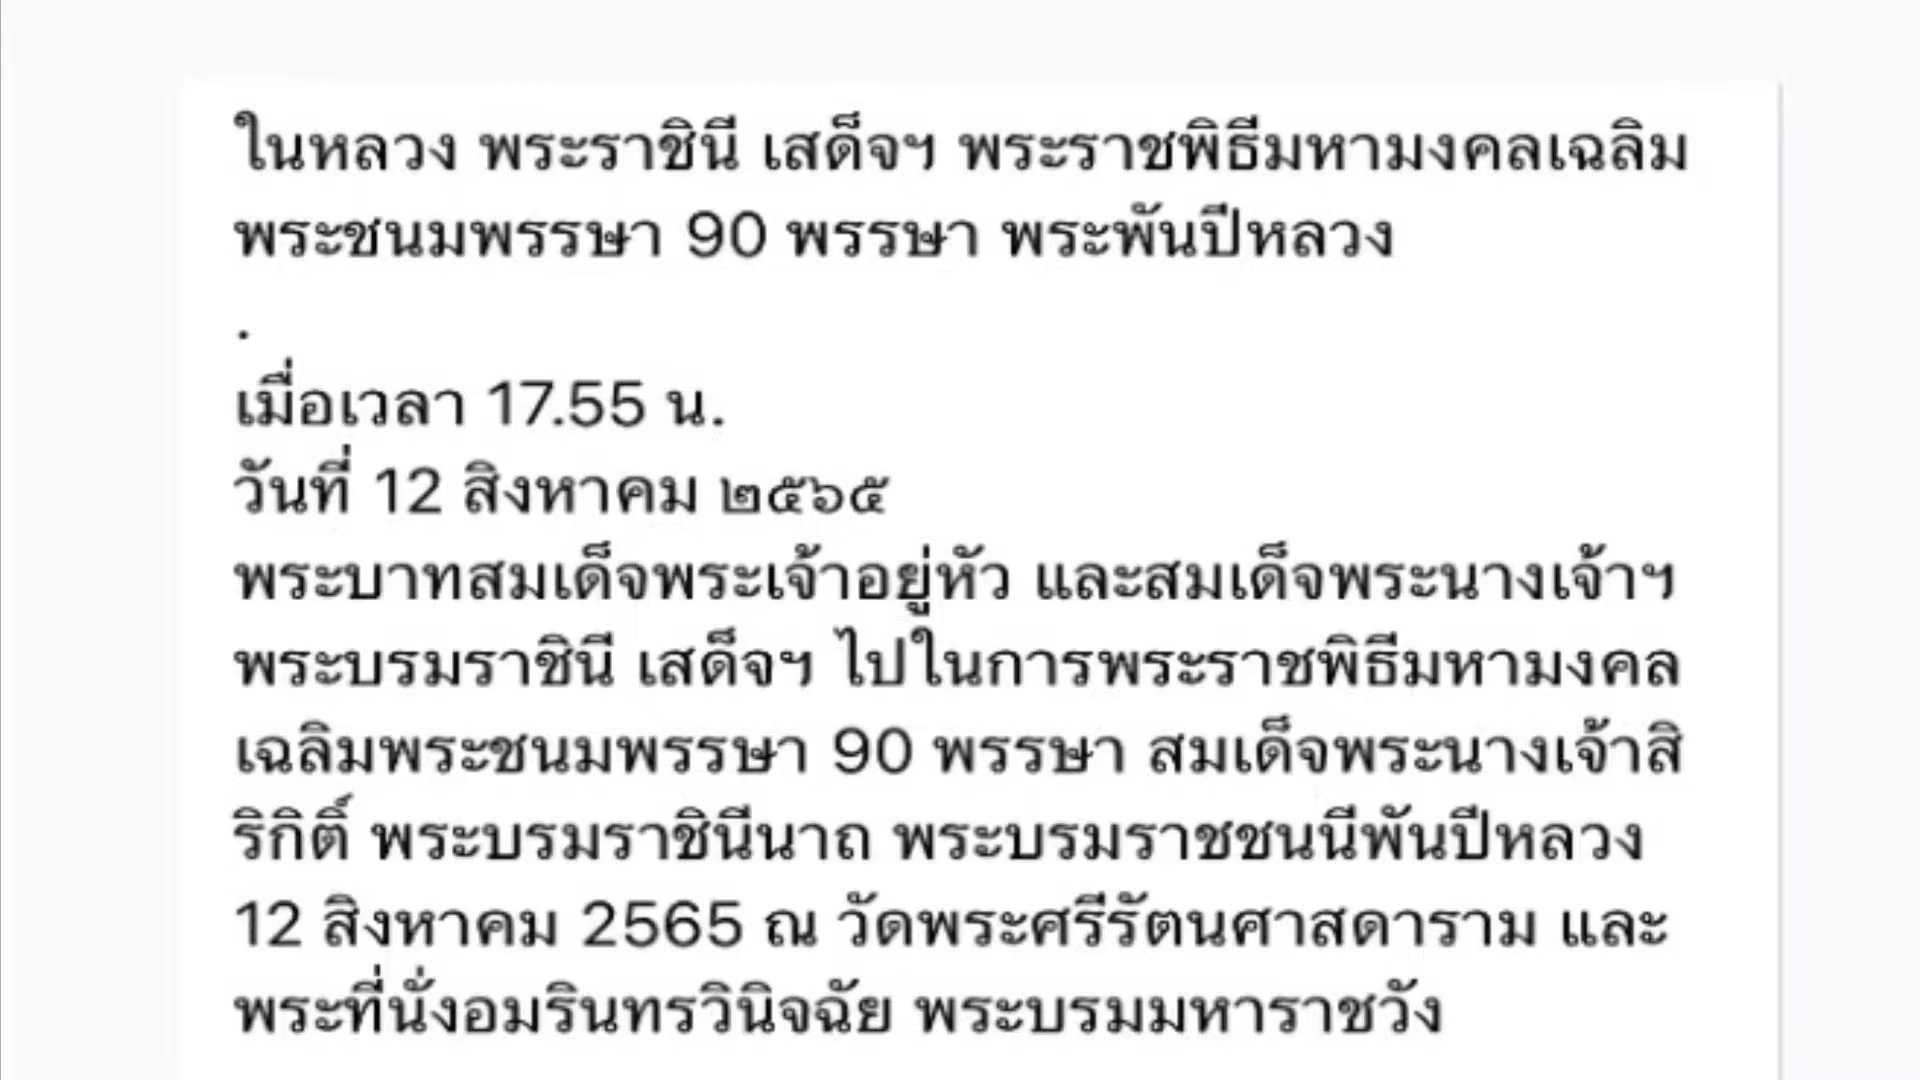 ในหลวง พระราชินี เสด็จฯ พระราชพิธีมหามงคลเฉลิม
พระชนมพรรษา 90 พรรษา พระพันปีหลวง
.
เมื่อเวลา 17.55 น.
วันที่ 12 สิงหาคม ๒๕๖๕
พระบาทสมเด็จพระเจ้าอยู่หัว และสมเด็จพระนางเจ้าฯ
พระบรมราชินี เสด็จฯ ไปในการพระราชพิธีมหามงคล
เฉลิมพระชนมพรรษา 90 พรรษา สมเด็จพระนางเจ้าสิ
ริกิติ์ พระบรมราชินีนาถ พระบรมราชชนนีพันปีหลวง
12 สิงหาคม 2565 ณ วัดพระศรีรัตนศาสดาราม และ
พระที่นั่งอมรินทรวินิจฉัย พระบรมมหาราชวัง